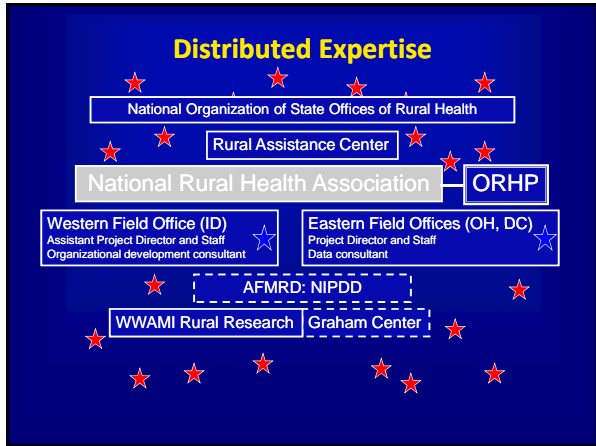 Distributed Expertise
National Organization of State Offices of Rural Health
Rural Assistance Center
National Rural Health Association
ORHP
Western Field Office (ID)
Assistant Project Director and Staff
Organizational development consultant
Eastern Field Offices (OH, DC)
Project Director and Staff
Data consultant
AFMRD: NIPDD
WWAMI Rural Research
Graham Center